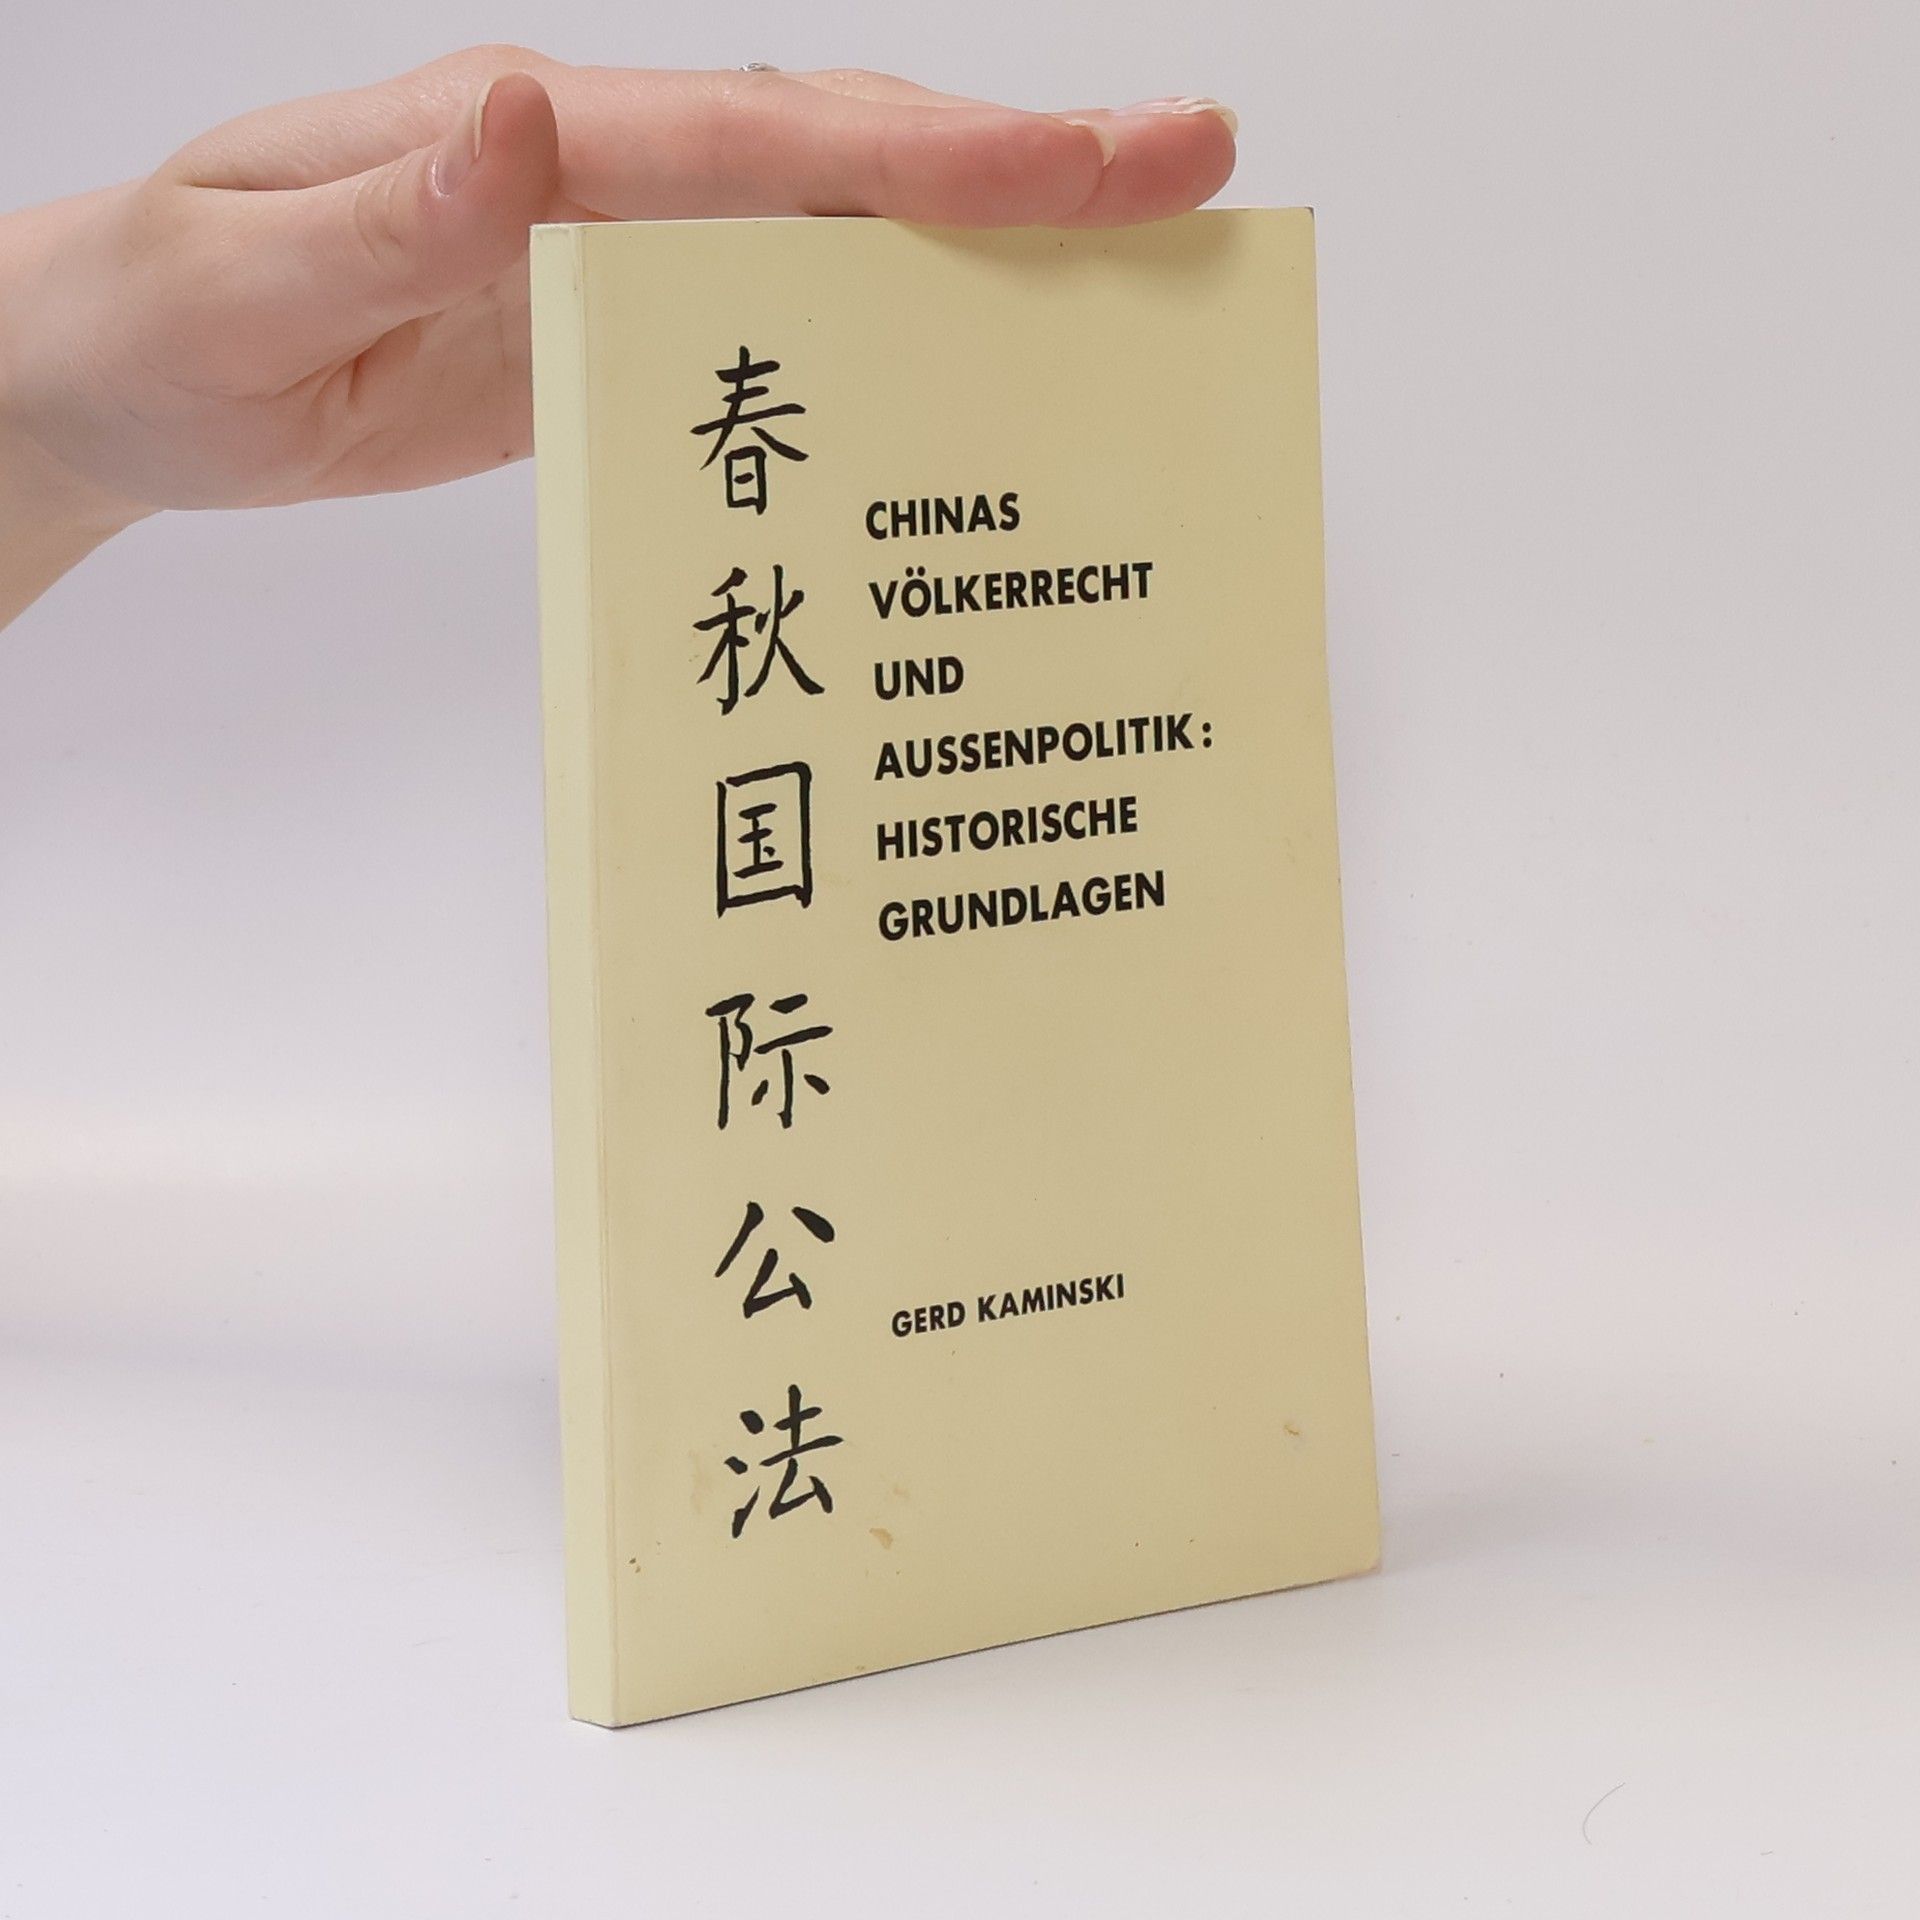 春秋国际公法
CHINAS
VÖLKERRECHT
UND
AUSSENPOLITIK:
HISTORISCHE
GRUNDLAGEN
GERD KAMINSKI